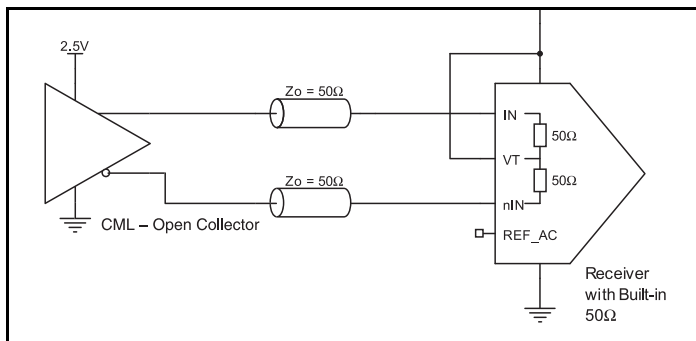 2.5V
Zo = 50Ω
IN
50Ω
VT
50Ω
Zo = 50Ω
nIN
REF_AC
CML – Open Collector
Receiver
with Built-in
50Ω